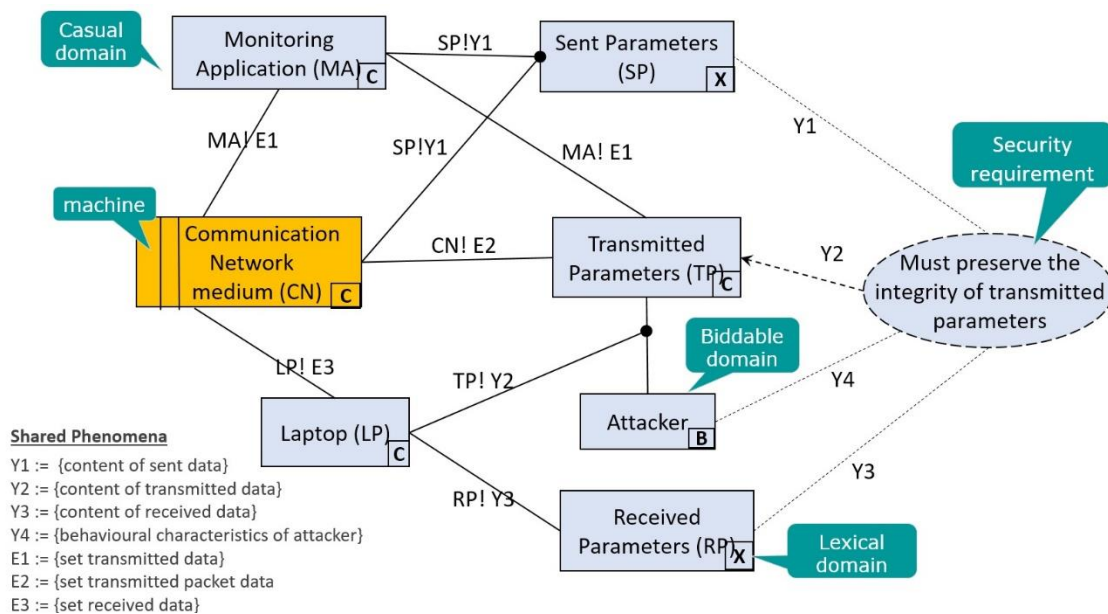 Casual
domain
Monitoring
Application (MA)
C
SP!Y1
Sent Parameters
(SP)
X
Y1
MA! E1
SP!Y1
MA! E1
Security
requirement
machine
Communication
Network
medium (CN)
C
CN! E2
Transmitted
Parameters (TP)
C
Y2
Must preserve the
integrity of transmitted
parameters
Biddable
domain
LP! E3
TP! Y2
Y4
Laptop (LP)
C
Attacker
B
Y3
RP! Y3
Received
Parameters (RP)
X
Lexical
domain
Shared Phenomena
Y1 := {content of sent data}
Y2 := {content of transmitted data}
Y3 := {content of received data}
Y4 := {behavioural characteristics of attacker}
E1 := {set transmitted data}
E2 := {set transmitted packet data
E3 := {set received data}